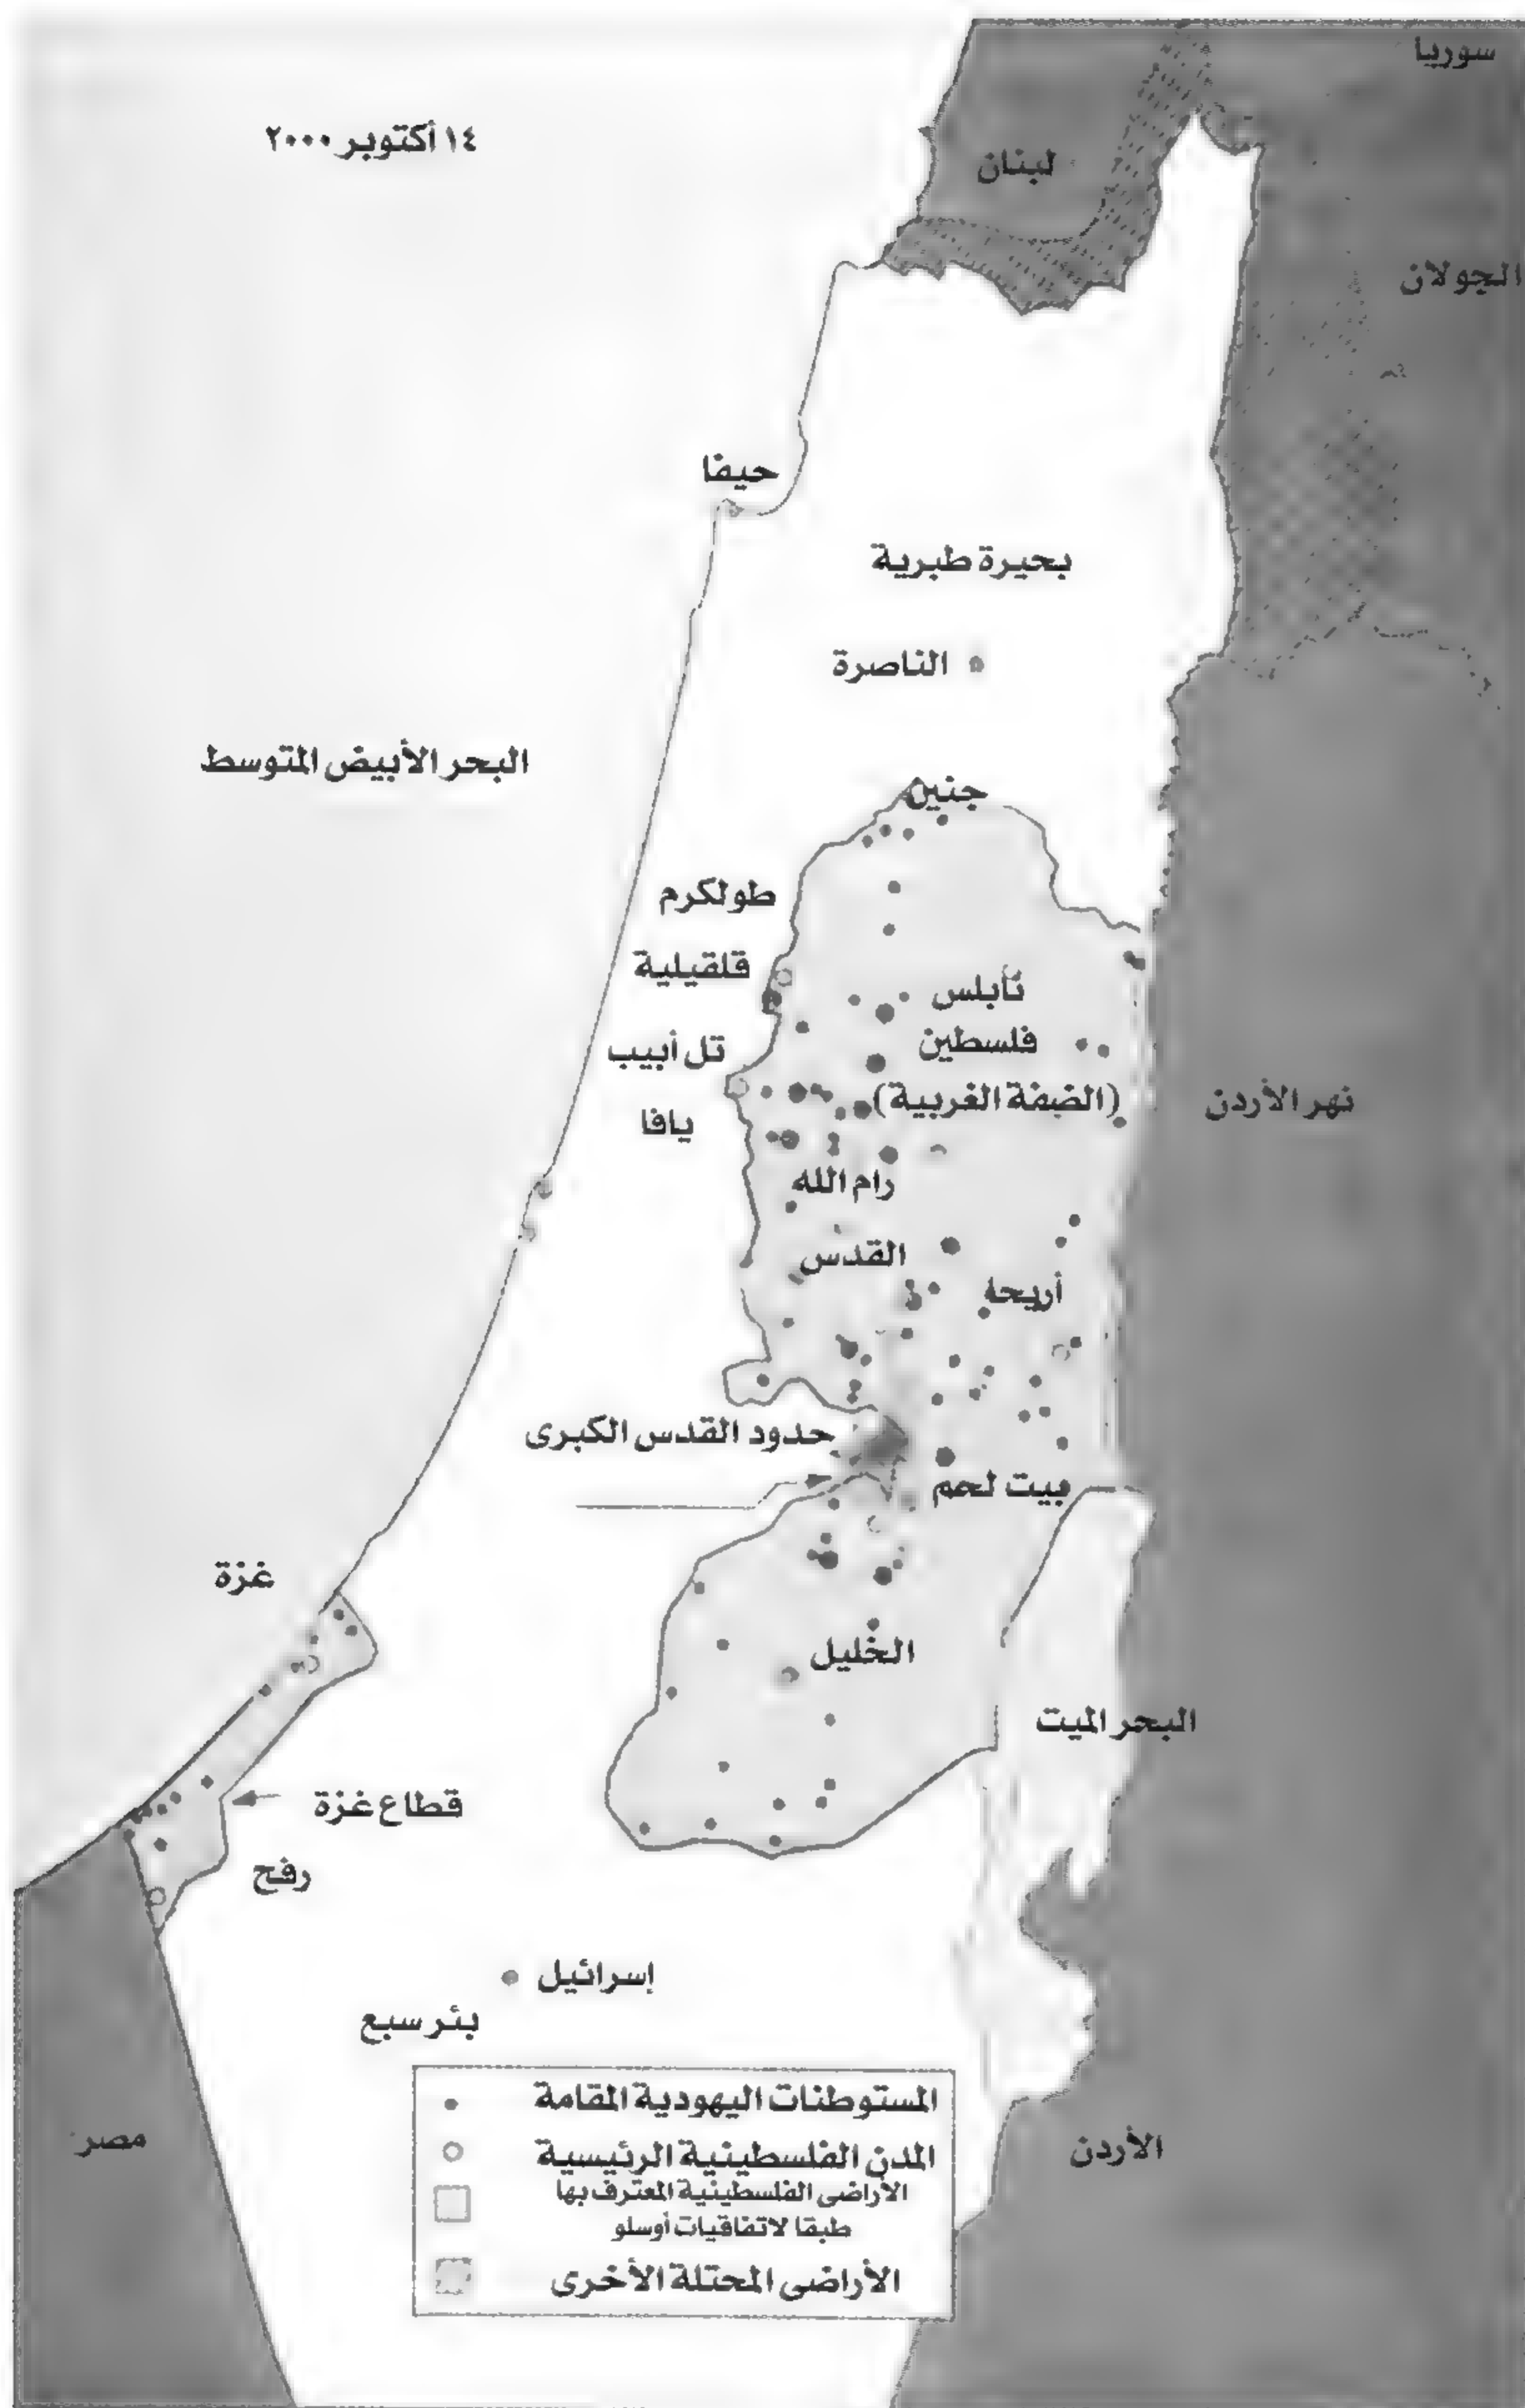 سوريا
١٤ أكتوبر ٢٠٠٠
لبنان
الجولان
حيفا
بحيرة طبرية
الناصرة
البحر الأبيض المتوسط
جنين
طولكرم
قلقيلية
نابلس
فلسطين
تل أبيب
(الضفة الغربية)
نهر الأردن
يافا
رام الله
القدس
أريحا
حدود القدس الكبرى
بيت لحم
غزة
الخليل
البحر الميت
قطاع غزة
رفح
إسرائيل
بئر سبع
المستوطنات اليهودية المقامة
المدن الفلسطينية الرئيسية
الأراضى الفلسطينية المعترف بها
طبقا لاتفاقيات أوسلو
الأراضى المحتلة الأخرى
مصر
الأردن